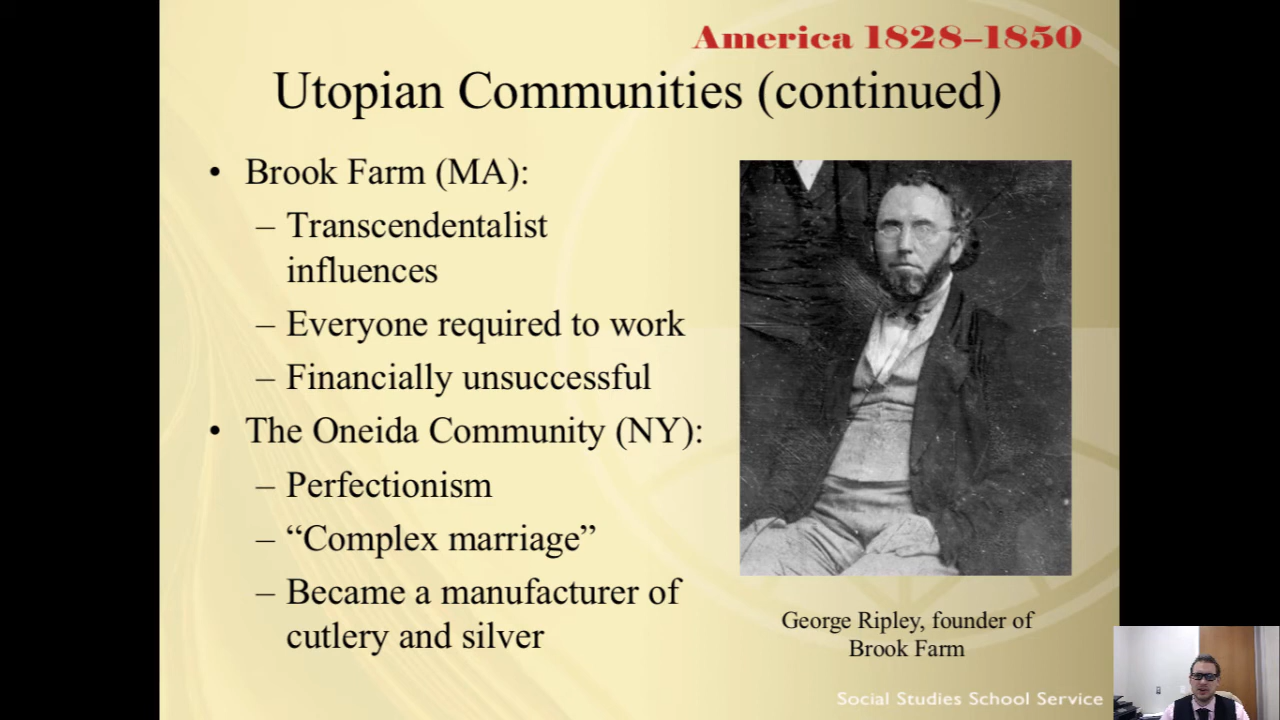 America 1828–1850
Utopian Communities (continued)
• Brook Farm (MA):
– Transcendentalist
influences
– Everyone required to work
– Financially unsuccessful
• The Oneida Community (NY):
– Perfectionism
– “Complex marriage”
– Became a manufacturer of
cutlery and silver
George Ripley, founder of
Brook Farm
Social Studies School Service